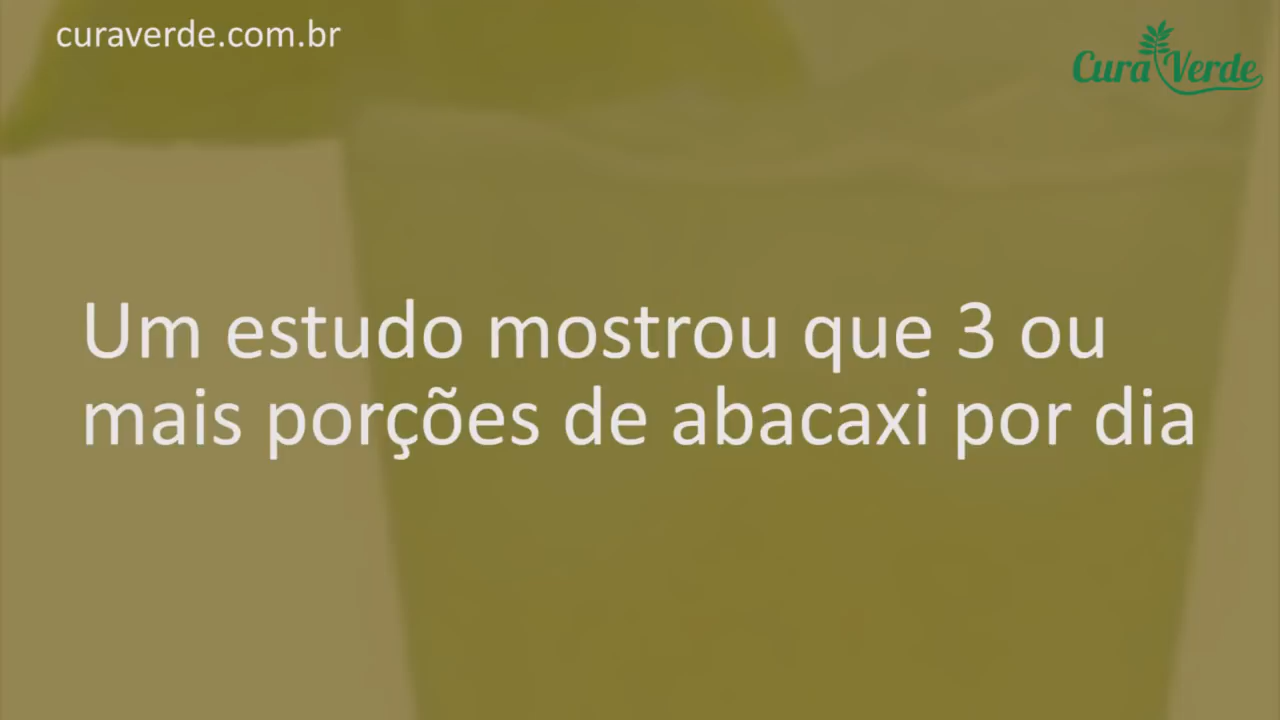 curaverde.com.br
Cura Verde
Um estudo mostrou que 3 ou
mais porções de abacaxi por dia